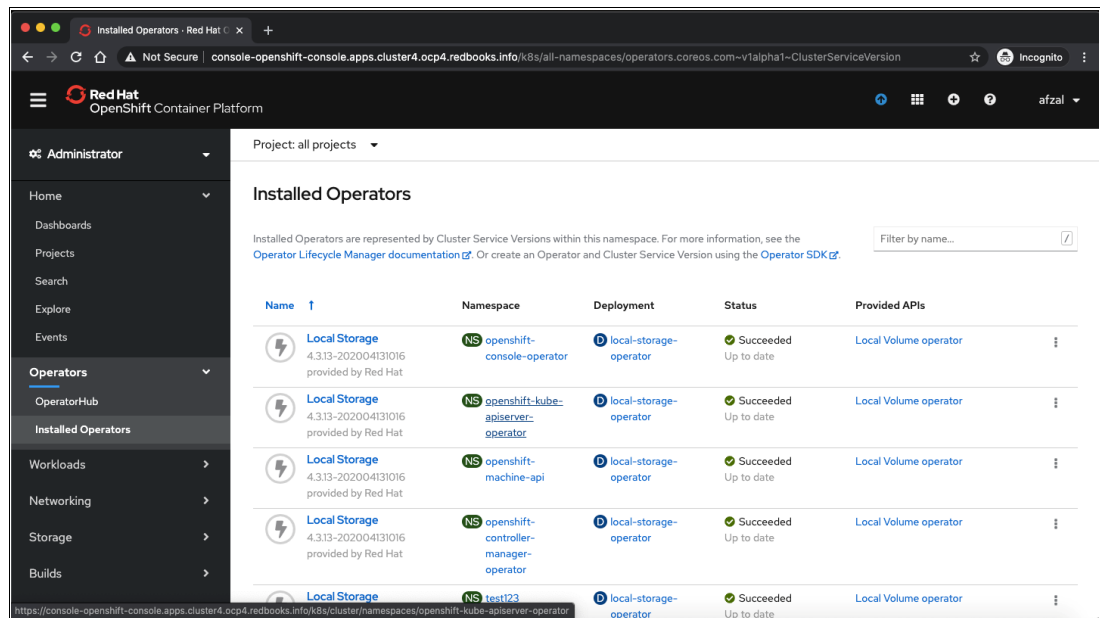 Installed Operators · Red Hat O
Not Secure | console-openshift-console.apps.cluster4.ocp4.redbooks.info/k8s/all-namespaces/operators.coreos.com~v1alpha1~ClusterServiceVersion
Incognito
Red Hat
OpenShift Container Platform
afzal
Administrator
Home
Dashboards
Projects
Search
Explore
Events
Operators
OperatorHub
Installed Operators
Workloads
Networking
Storage
Builds
Project: all projects
Installed Operators
Installed Operators are represented by Cluster Service Versions within this namespace. For more information, see the
Operator Lifecycle Manager documentation. Or create an Operator and Cluster Service Version using the Operator SDK.
Filter by name...
/
Name ↑ Namespace Deployment Status Provided APIs
Local Storage NS openshift- D local-storage- Succeeded Local Volume operator
4.3.13-202004131016 console-operator operator Up to date
provided by Red Hat
Local Storage NS openshift-kube- D local-storage- Succeeded Local Volume operator
4.3.13-202004131016 apiserver- operator Up to date
provided by Red Hat operator
Local Storage NS openshift- D local-storage- Succeeded Local Volume operator
4.3.13-202004131016 machine-api operator Up to date
provided by Red Hat
Local Storage NS openshift- D local-storage- Succeeded Local Volume operator
4.3.13-202004131016 controller- operator Up to date
provided by Red Hat manager-
operator
Local Storage NS test123 D local-storage- Succeeded Local Volume operator
operator Up to date
https://console-openshift-console.apps.cluster4.ocp4.redbooks.info/k8s/cluster/namespaces/openshift-kube-apiserver-operator